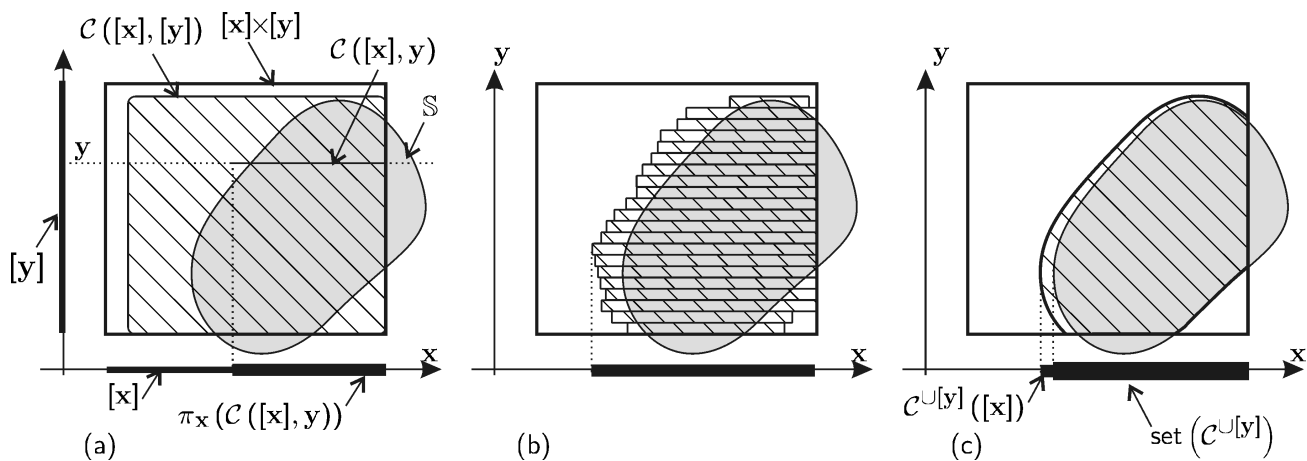 C([x], [y])
[x]×[y]
C([x], y)
𝕊
y
[y]
x
[x]
π_x(C([x], y))
(a)
y
x
(b)
y
x
C^{∪[y]}([x])
set(C^{∪[y]})
(c)